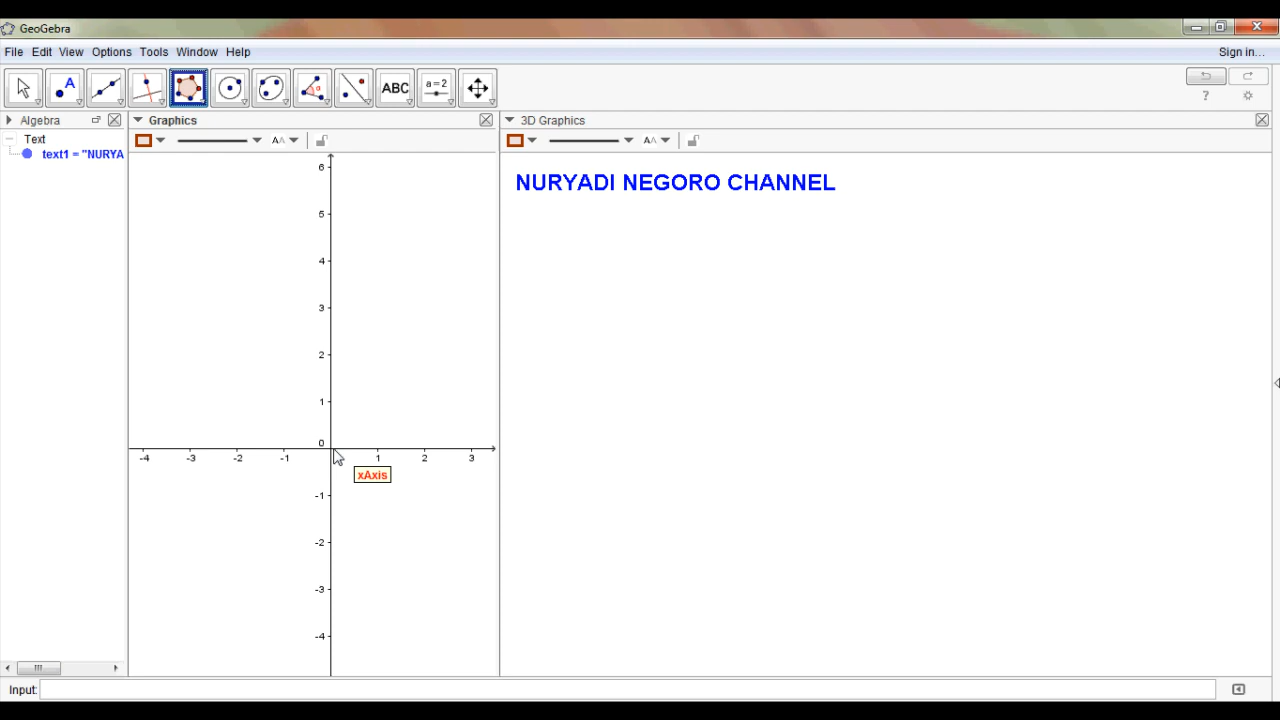 GeoGebra
File Edit View Options Tools Window Help
Sign in...
A
α
ABC
a = 2
?
Algebra
Graphics
3D Graphics
AA
AA
Text
text1 = "NURYA
NURYADI NEGORO CHANNEL
6
5
4
3
2
1
0
-4 -3 -2 -1 1 2 3
xAxis
-1
-2
-3
-4
Input: